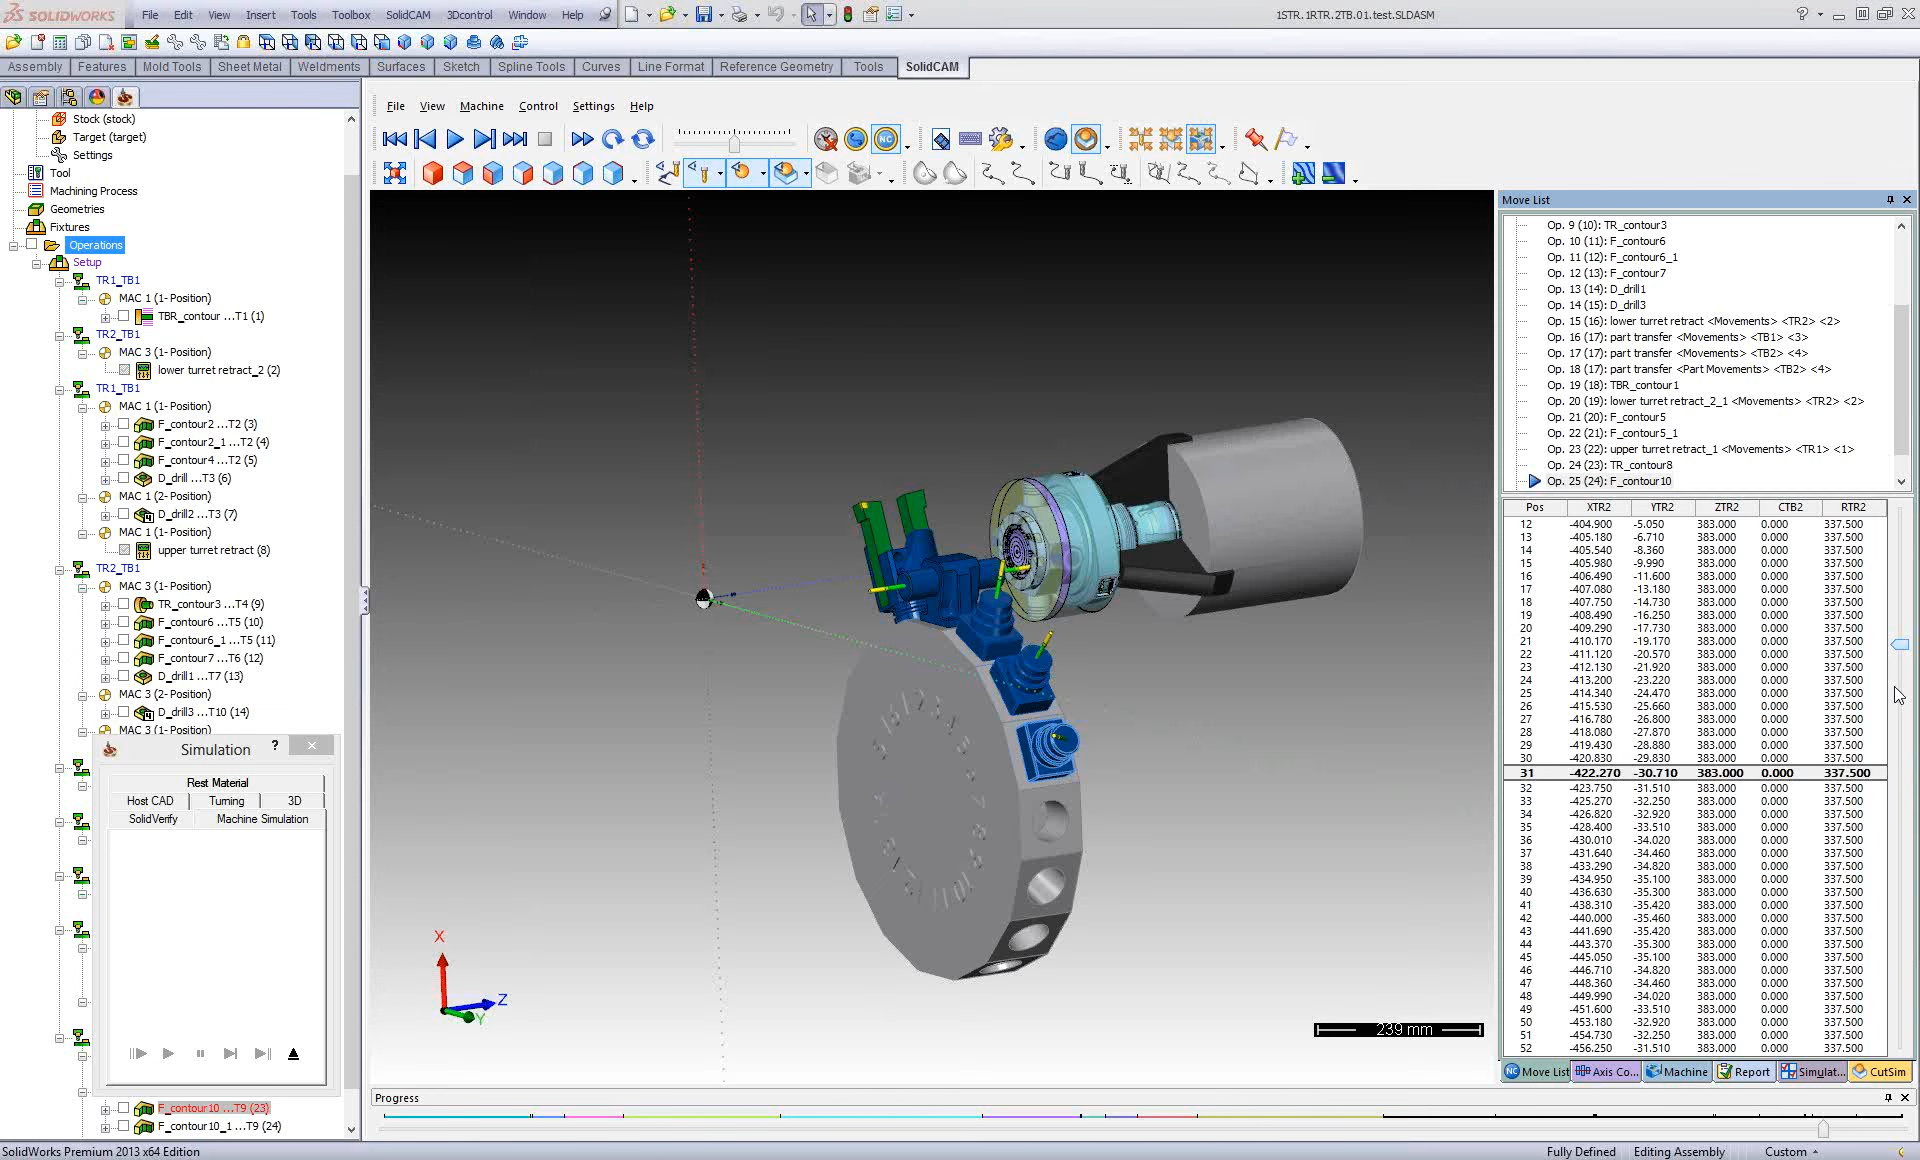 SOLIDWORKS File Edit View Insert Tools Toolbox SolidCAM 3Dcontrol Window Help 1STR.1RTR.2TB.01.test.SLDASM
Assembly Features Mold Tools Sheet Metal Weldments Surfaces Sketch Spline Tools Curves Line Format Reference Geometry Tools SolidCAM
File View Machine Control Settings Help
Stock (stock)
Target (target)
Settings
Tool
Machining Process
Geometries
Fixtures
Operations
Setup
TR1_TB1
MAC 1 (1- Position)
TBR_contour ...T1 (1)
TR2_TB1
MAC 3 (1- Position)
lower turret retract_2 (2)
TR1_TB1
MAC 1 (1- Position)
F_contour2 ...T2 (3)
F_contour2_1 ...T2 (4)
F_contour4 ...T2 (5)
D_drill ...T3 (6)
MAC 1 (2- Position)
D_drill2 ...T3 (7)
MAC 1 (1- Position)
upper turret retract (8)
TR2_TB1
MAC 3 (1- Position)
TR_contour3 ...T4 (9)
F_contour6 ...T5 (10)
F_contour6_1 ...T5 (11)
F_contour7 ...T6 (12)
D_drill1 ...T7 (13)
MAC 3 (2- Position)
D_drill3 ...T10 (14)
MAC 3 (1- Position)
Simulation ?
Rest Material
Host CAD Turning 3D
SolidVerify Machine Simulation
F_contour10 ...T9 (23)
F_contour10_1 ...T9 (24)
X
Z
Y
239 mm
Move List
Op. 9 (10): TR_contour3
Op. 10 (11): F_contour6
Op. 11 (12): F_contour6_1
Op. 12 (13): F_contour7
Op. 13 (14): D_drill1
Op. 14 (15): D_drill3
Op. 15 (16): lower turret retract <Movements> <TR2> <2>
Op. 16 (17): part transfer <Movements> <TB1> <3>
Op. 17 (17): part transfer <Movements> <TB2> <4>
Op. 18 (17): part transfer <Part Movements> <TB2> <4>
Op. 19 (18): TBR_contour1
Op. 20 (19): lower turret retract_2_1 <Movements> <TR2> <2>
Op. 21 (20): F_contour5
Op. 22 (21): F_contour5_1
Op. 23 (22): upper turret retract_1 <Movements> <TR1> <1>
Op. 24 (23): TR_contour8
Op. 25 (24): F_contour10
Pos XTR2 YTR2 ZTR2 CTB2 RTR2
12 -404.900 -5.050 383.000 0.000 337.500
13 -405.180 -6.710 383.000 0.000 337.500
14 -405.540 -8.360 383.000 0.000 337.500
15 -405.980 -9.990 383.000 0.000 337.500
16 -406.490 -11.600 383.000 0.000 337.500
17 -407.080 -13.180 383.000 0.000 337.500
18 -407.750 -14.730 383.000 0.000 337.500
19 -408.490 -16.250 383.000 0.000 337.500
20 -409.290 -17.730 383.000 0.000 337.500
21 -410.170 -19.170 383.000 0.000 337.500
22 -411.120 -20.570 383.000 0.000 337.500
23 -412.130 -21.920 383.000 0.000 337.500
24 -413.200 -23.220 383.000 0.000 337.500
25 -414.340 -24.470 383.000 0.000 337.500
26 -415.530 -25.660 383.000 0.000 337.500
27 -416.780 -26.800 383.000 0.000 337.500
28 -418.080 -27.870 383.000 0.000 337.500
29 -419.430 -28.880 383.000 0.000 337.500
30 -420.830 -29.830 383.000 0.000 337.500
31 -422.270 -30.710 383.000 0.000 337.500
32 -423.750 -31.510 383.000 0.000 337.500
33 -425.270 -32.250 383.000 0.000 337.500
34 -426.820 -32.920 383.000 0.000 337.500
35 -428.400 -33.510 383.000 0.000 337.500
36 -430.010 -34.020 383.000 0.000 337.500
37 -431.640 -34.460 383.000 0.000 337.500
38 -433.290 -34.820 383.000 0.000 337.500
39 -434.950 -35.100 383.000 0.000 337.500
40 -436.630 -35.300 383.000 0.000 337.500
41 -438.310 -35.420 383.000 0.000 337.500
42 -440.000 -35.460 383.000 0.000 337.500
43 -441.690 -35.420 383.000 0.000 337.500
44 -443.370 -35.300 383.000 0.000 337.500
45 -445.050 -35.100 383.000 0.000 337.500
46 -446.710 -34.820 383.000 0.000 337.500
47 -448.360 -34.460 383.000 0.000 337.500
48 -449.990 -34.020 383.000 0.000 337.500
49 -451.600 -33.510 383.000 0.000 337.500
50 -453.180 -32.920 383.000 0.000 337.500
51 -454.730 -32.250 383.000 0.000 337.500
52 -456.250 -31.510 383.000 0.000 337.500
NC Move List Axis Co... Machine Report Simulat... CutSim
Progress
SolidWorks Premium 2013 x64 Edition Fully Defined Editing Assembly Custom